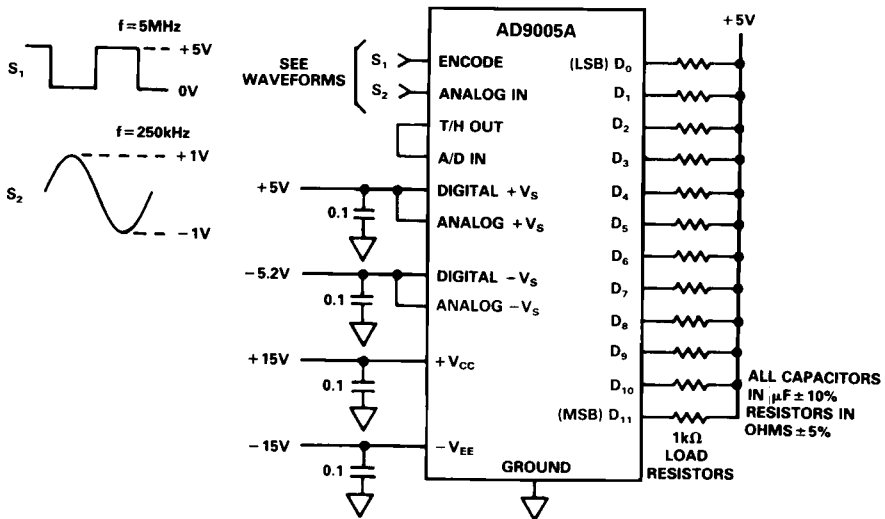 f=5MHz
+5V
S1
0V
f=250kHz
+1V
S2
-1V
SEE
WAVEFORMS
S1
S2
AD9005A
ENCODE
ANALOG IN
T/H OUT
A/D IN
DIGITAL +VS
ANALOG +VS
DIGITAL -VS
ANALOG -VS
+VCC
-VEE
GROUND
+5V
0.1
-5.2V
0.1
+15V
0.1
-15V
0.1
+5V
(LSB) D0
D1
D2
D3
D4
D5
D6
D7
D8
D9
D10
(MSB) D11
1kΩ
LOAD
RESISTORS
ALL CAPACITORS
IN µF±10%
RESISTORS IN
OHMS±5%